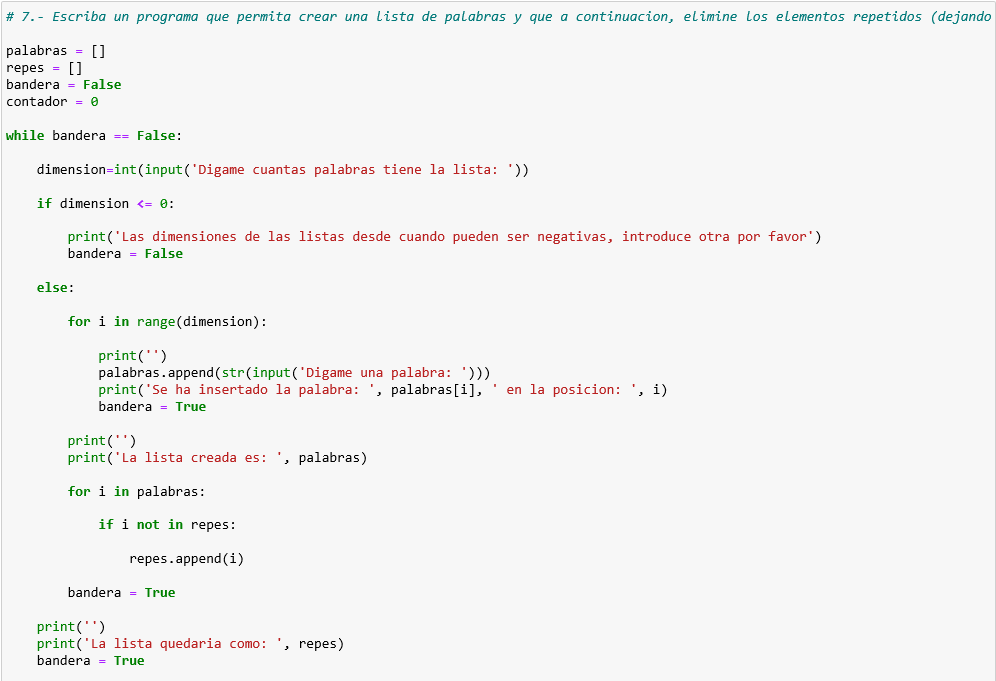 # 7.- Escriba un programa que permita crear una lista de palabras y que a continuacion, elimine los elementos repetidos (dejando
palabras = []
repes = []
bandera = False
contador = 0
while bandera == False:
    dimension=int(input('Digame cuantas palabras tiene la lista: '))
    if dimension <= 0:
        print('Las dimensiones de las listas desde cuando pueden ser negativas, introduce otra por favor')
        bandera = False
    else:
        for i in range(dimension):
            print('')
            palabras.append(str(input('Digame una palabra: ')))
            print('Se ha insertado la palabra: ', palabras[i], ' en la posicion: ', i)
            bandera = True
        print('')
        print('La lista creada es: ', palabras)
        for i in palabras:
            if i not in repes:
                repes.append(i)
        bandera = True
    print('')
    print('La lista quedaria como: ', repes)
    bandera = True